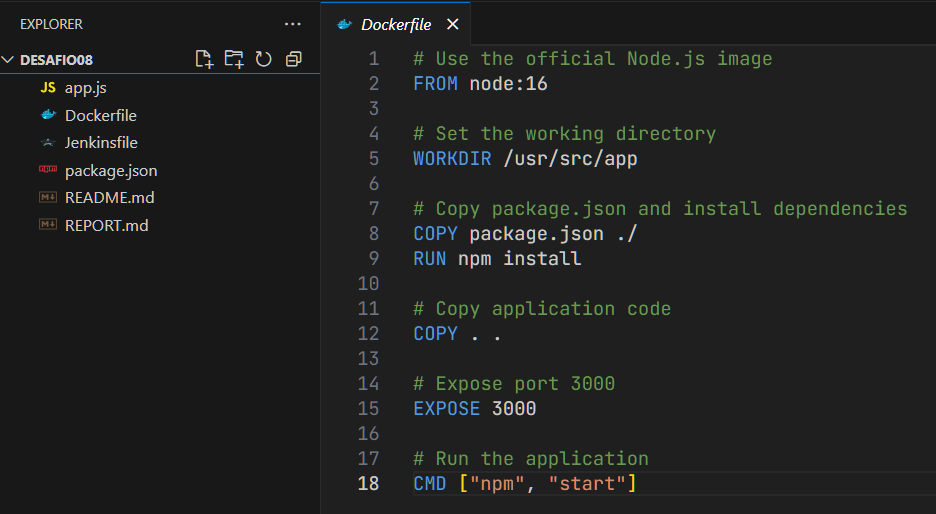 EXPLORER
DESAFIO08
JS app.js
Dockerfile
Jenkinsfile
npm package.json
M↓ README.md
M↓ REPORT.md
Dockerfile
1 # Use the official Node.js image
2 FROM node:16
3
4 # Set the working directory
5 WORKDIR /usr/src/app
6
7 # Copy package.json and install dependencies
8 COPY package.json ./
9 RUN npm install
10
11 # Copy application code
12 COPY . .
13
14 # Expose port 3000
15 EXPOSE 3000
16
17 # Run the application
18 CMD ["npm", "start"]